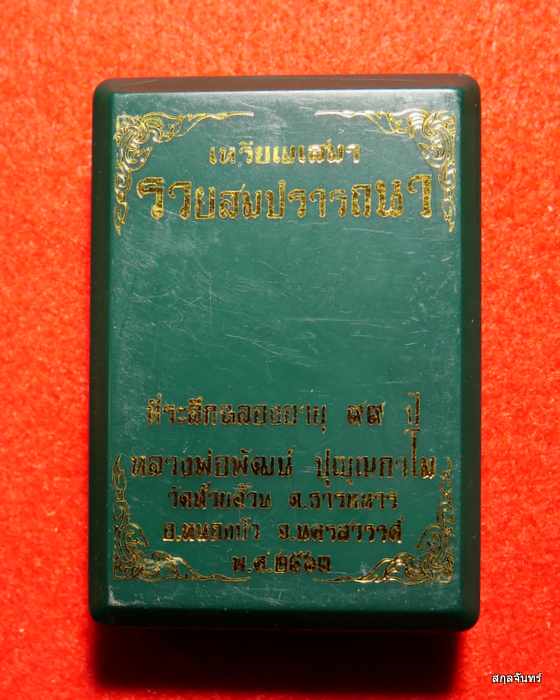 เหรียญเสมา
รวยสมปรารถนา
ที่ระลึกฉลองอายุ ๙๙ ปี
หลวงพ่อพัฒน์ ปุญฺญกาโม
วัดห้วยด้วน ต.ธารทหาร
อ.หนองบัว จ.นครสวรรค์
พ.ศ.๒๕๖๓
สกุลจันทร์